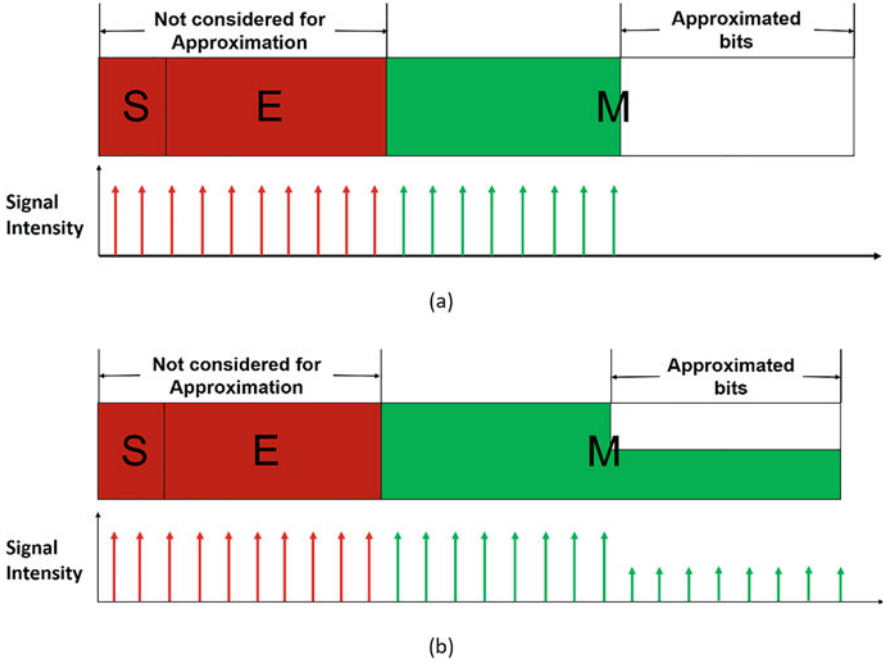 Not considered for
Approximation
Approximated
bits
S E M
Signal
Intensity
(a)
Not considered for
Approximation
Approximated
bits
S E M
Signal
Intensity
(b)